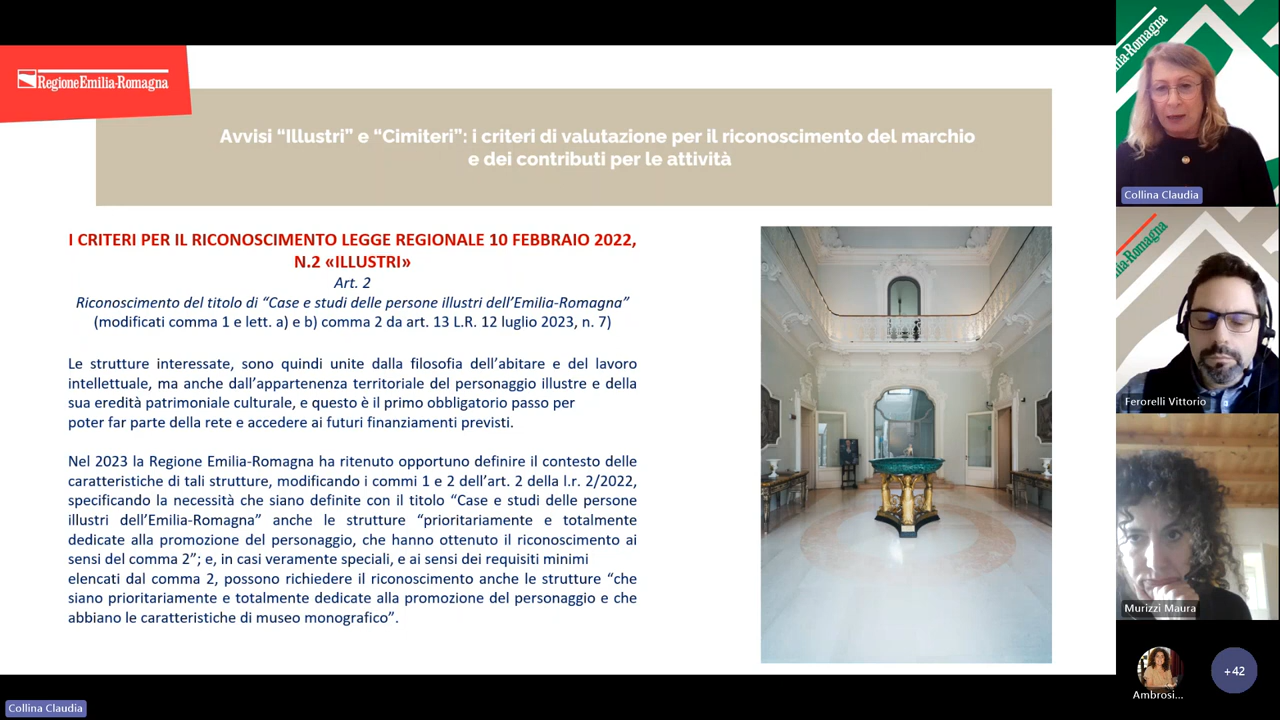 RegioneEmilia-Romagna
Avvisi “Illustri” e “Cimiteri”: i criteri di valutazione per il riconoscimento del marchio
e dei contributi per le attività
I CRITERI PER IL RICONOSCIMENTO LEGGE REGIONALE 10 FEBBRAIO 2022,
N.2 «ILLUSTRI»
Art. 2
Riconoscimento del titolo di “Case e studi delle persone illustri dell’Emilia-Romagna”
(modificati comma 1 e lett. a) e b) comma 2 da art. 13 L.R. 12 luglio 2023, n. 7)
Le strutture interessate, sono quindi unite dalla filosofia dell’abitare e del lavoro
intellettuale, ma anche dall’appartenenza territoriale del personaggio illustre e della
sua eredità patrimoniale culturale, e questo è il primo obbligatorio passo per
poter far parte della rete e accedere ai futuri finanziamenti previsti.
Nel 2023 la Regione Emilia-Romagna ha ritenuto opportuno definire il contesto delle
caratteristiche di tali strutture, modificando i commi 1 e 2 dell’art. 2 della l.r. 2/2022,
specificando la necessità che siano definite con il titolo “Case e studi delle persone
illustri dell’Emilia-Romagna” anche le strutture “prioritariamente e totalmente
dedicate alla promozione del personaggio, che hanno ottenuto il riconoscimento ai
sensi del comma 2”; e, in casi veramente speciali, e ai sensi dei requisiti minimi
elencati dal comma 2, possono richiedere il riconoscimento anche le strutture “che
siano prioritariamente e totalmente dedicate alla promozione del personaggio e che
abbiano le caratteristiche di museo monografico”.
ilia-Romagna
Collina Claudia
ilia-Romagna
Ferorelli Vittorio
Murizzi Maura
Ambrosi...
+42
Collina Claudia